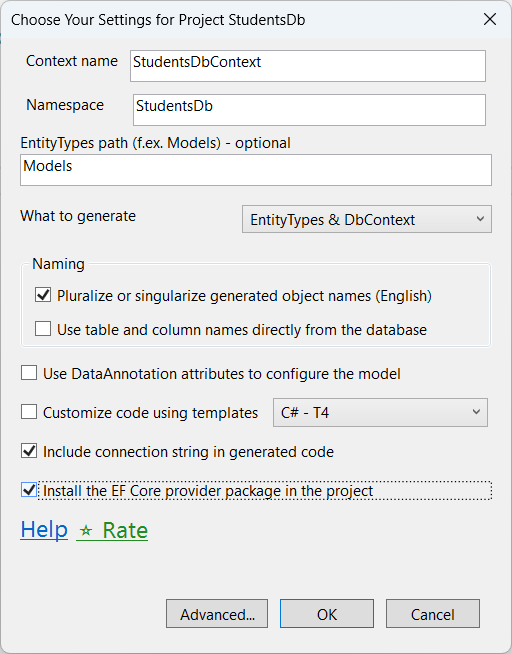 Choose Your Settings for Project StudentsDb
Context name StudentsDbContext
Namespace StudentsDb
EntityTypes path (f.ex. Models) - optional
Models
What to generate EntityTypes & DbContext
Naming
Pluralize or singularize generated object names (English)
Use table and column names directly from the database
Use DataAnnotation attributes to configure the model
Customize code using templates C# - T4
Include connection string in generated code
Install the EF Core provider package in the project
Help ☆ Rate
Advanced... OK Cancel